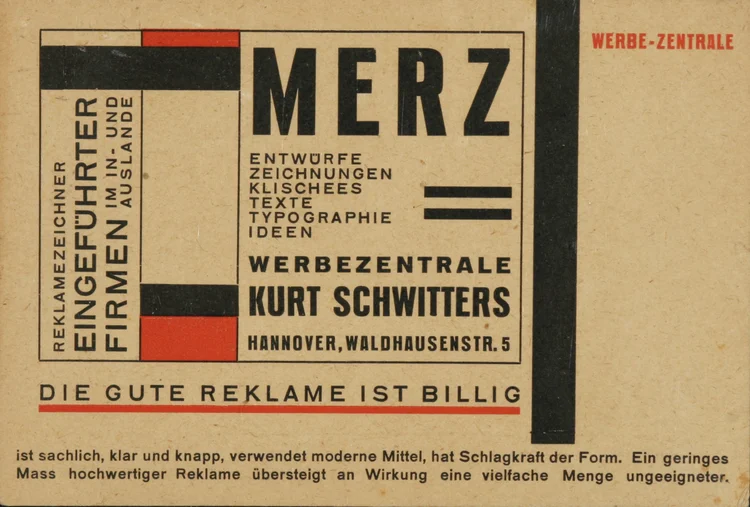 WERBE-ZENTRALE
REKLAMEZEICHNER
EINGEFÜHRTER
FIRMEN IM IN- UND
AUSLANDE
MERZ
ENTWÜRFE
ZEICHNUNGEN
KLISCHEES
TEXTE
TYPOGRAPHIE
IDEEN
WERBEZENTRALE
KURT SCHWITTERS
HANNOVER, WALDHAUSENSTR. 5
DIE GUTE REKLAME IST BILLIG
ist sachlich, klar und knapp, verwendet moderne Mittel, hat Schlagkraft der Form. Ein geringes
Mass hochwertiger Reklame übersteigt an Wirkung eine vielfache Menge ungeeigneter.